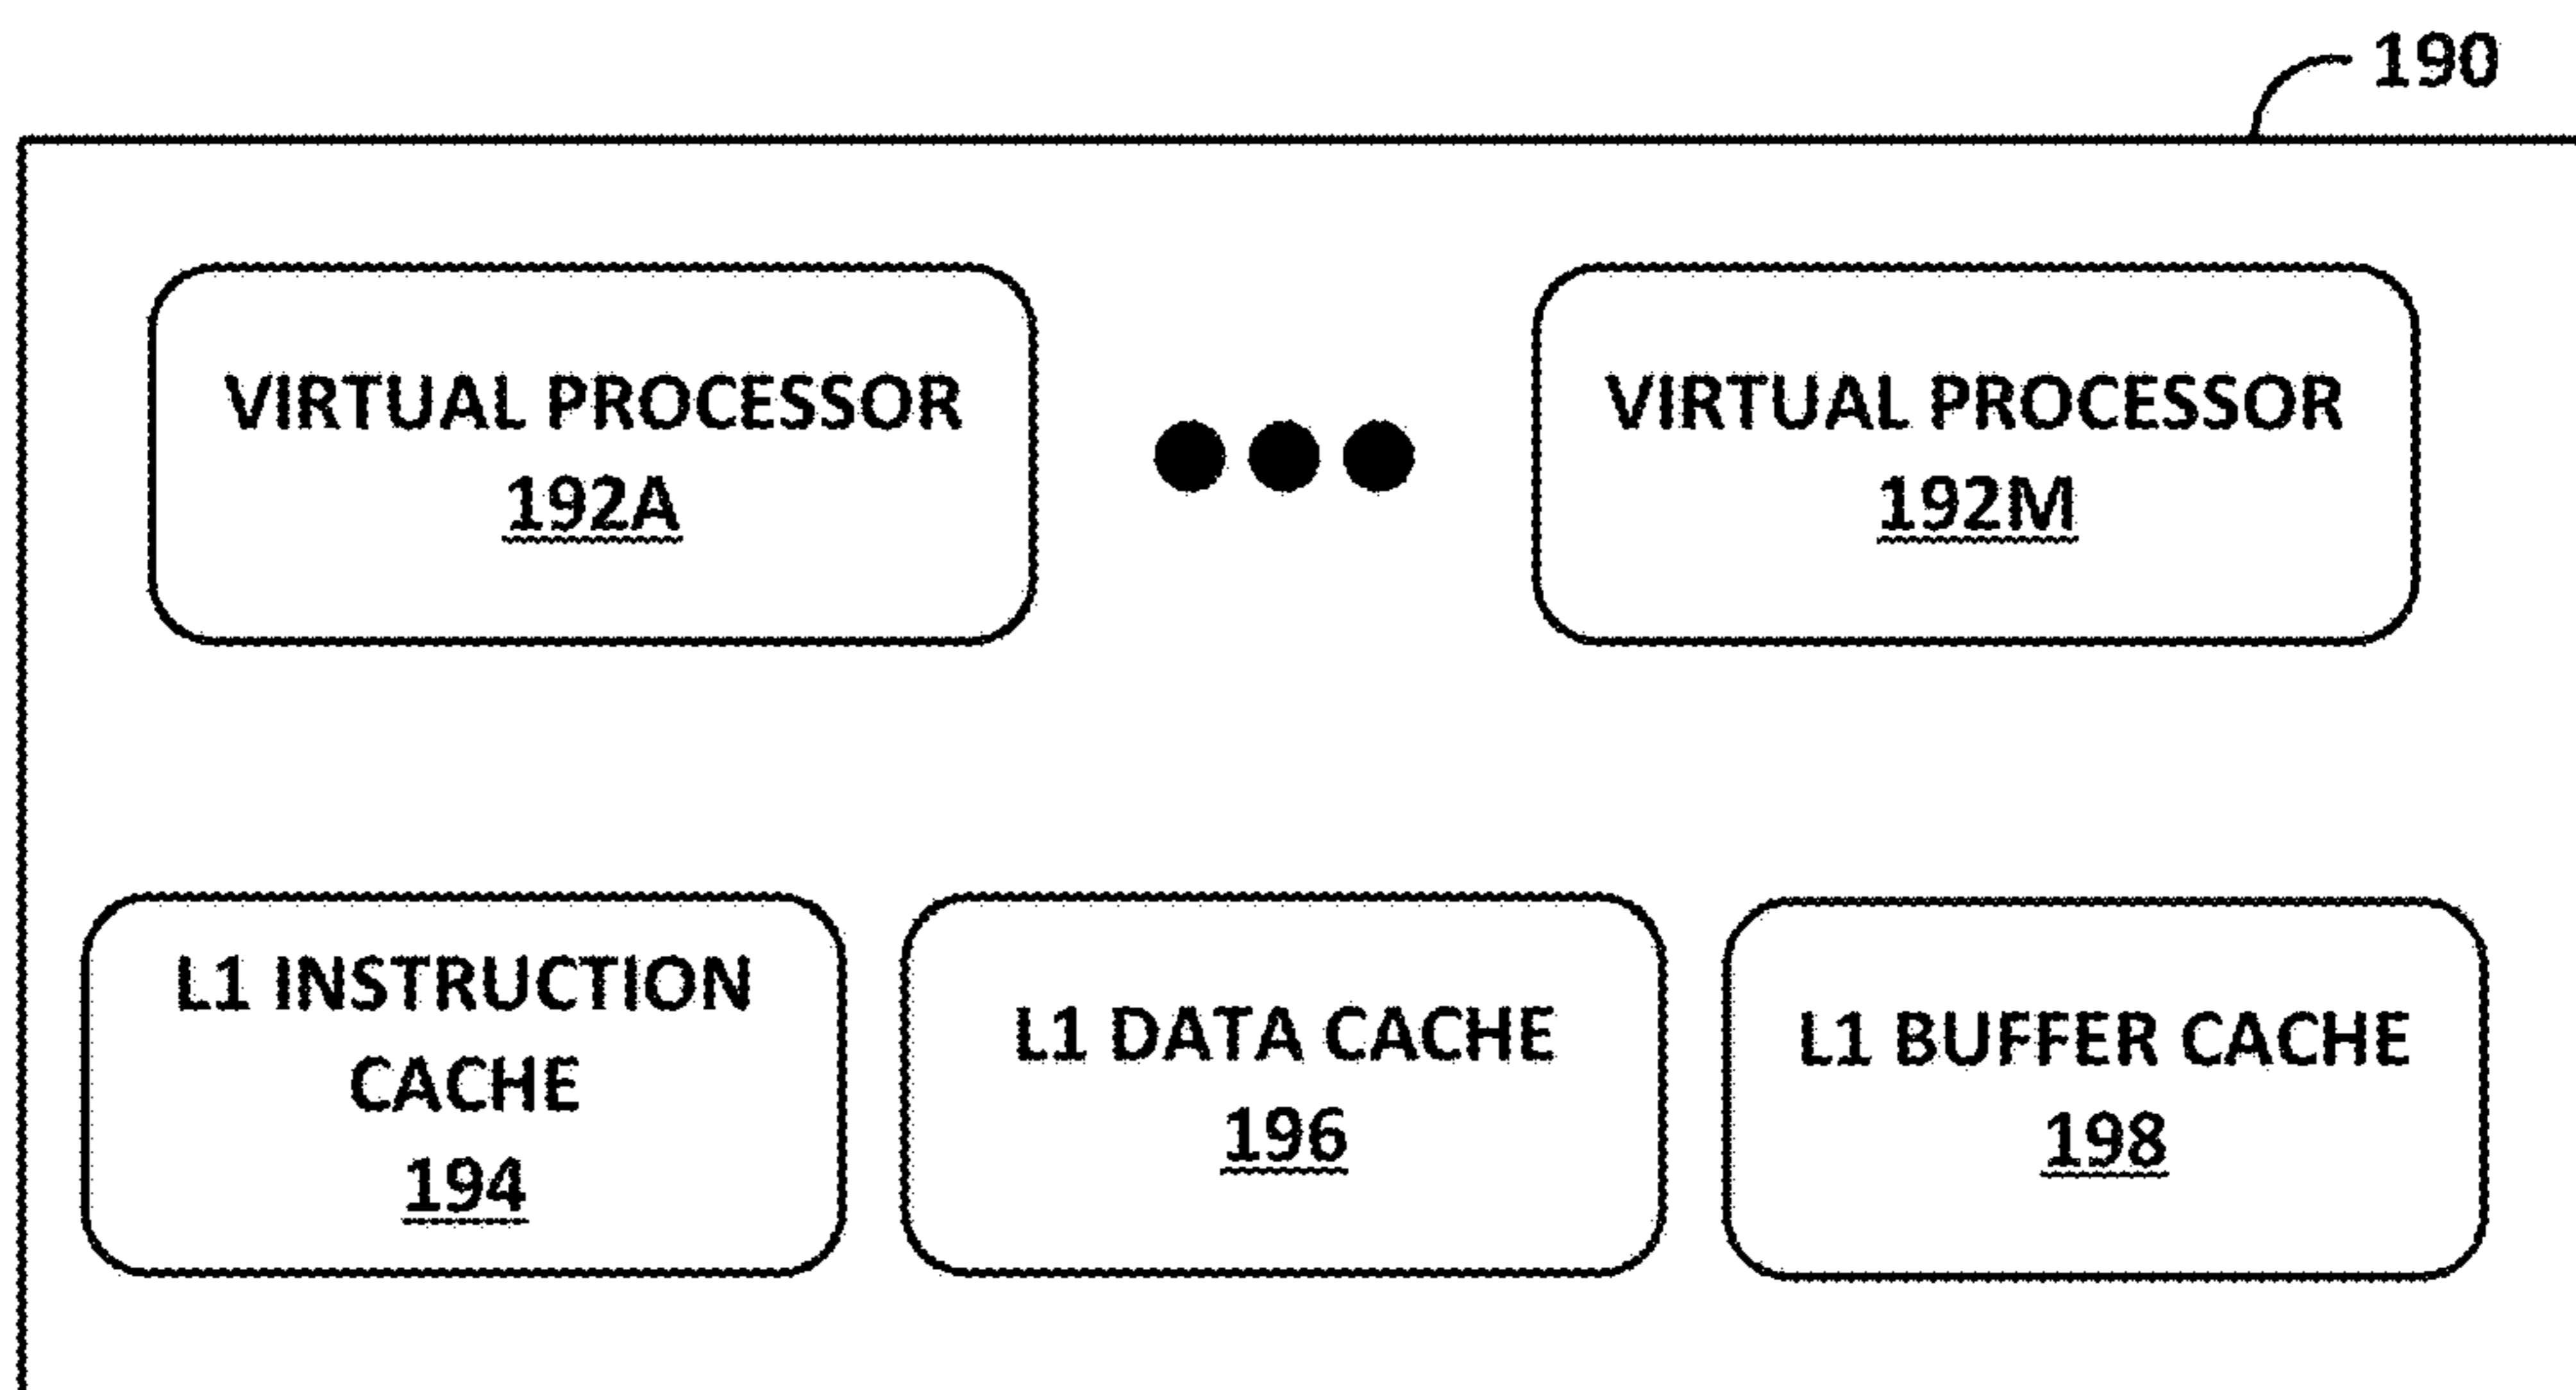 190
VIRTUAL PROCESSOR
192A
VIRTUAL PROCESSOR
192M
L1 INSTRUCTION
CACHE
194
L1 DATA CACHE
196
L1 BUFFER CACHE
198